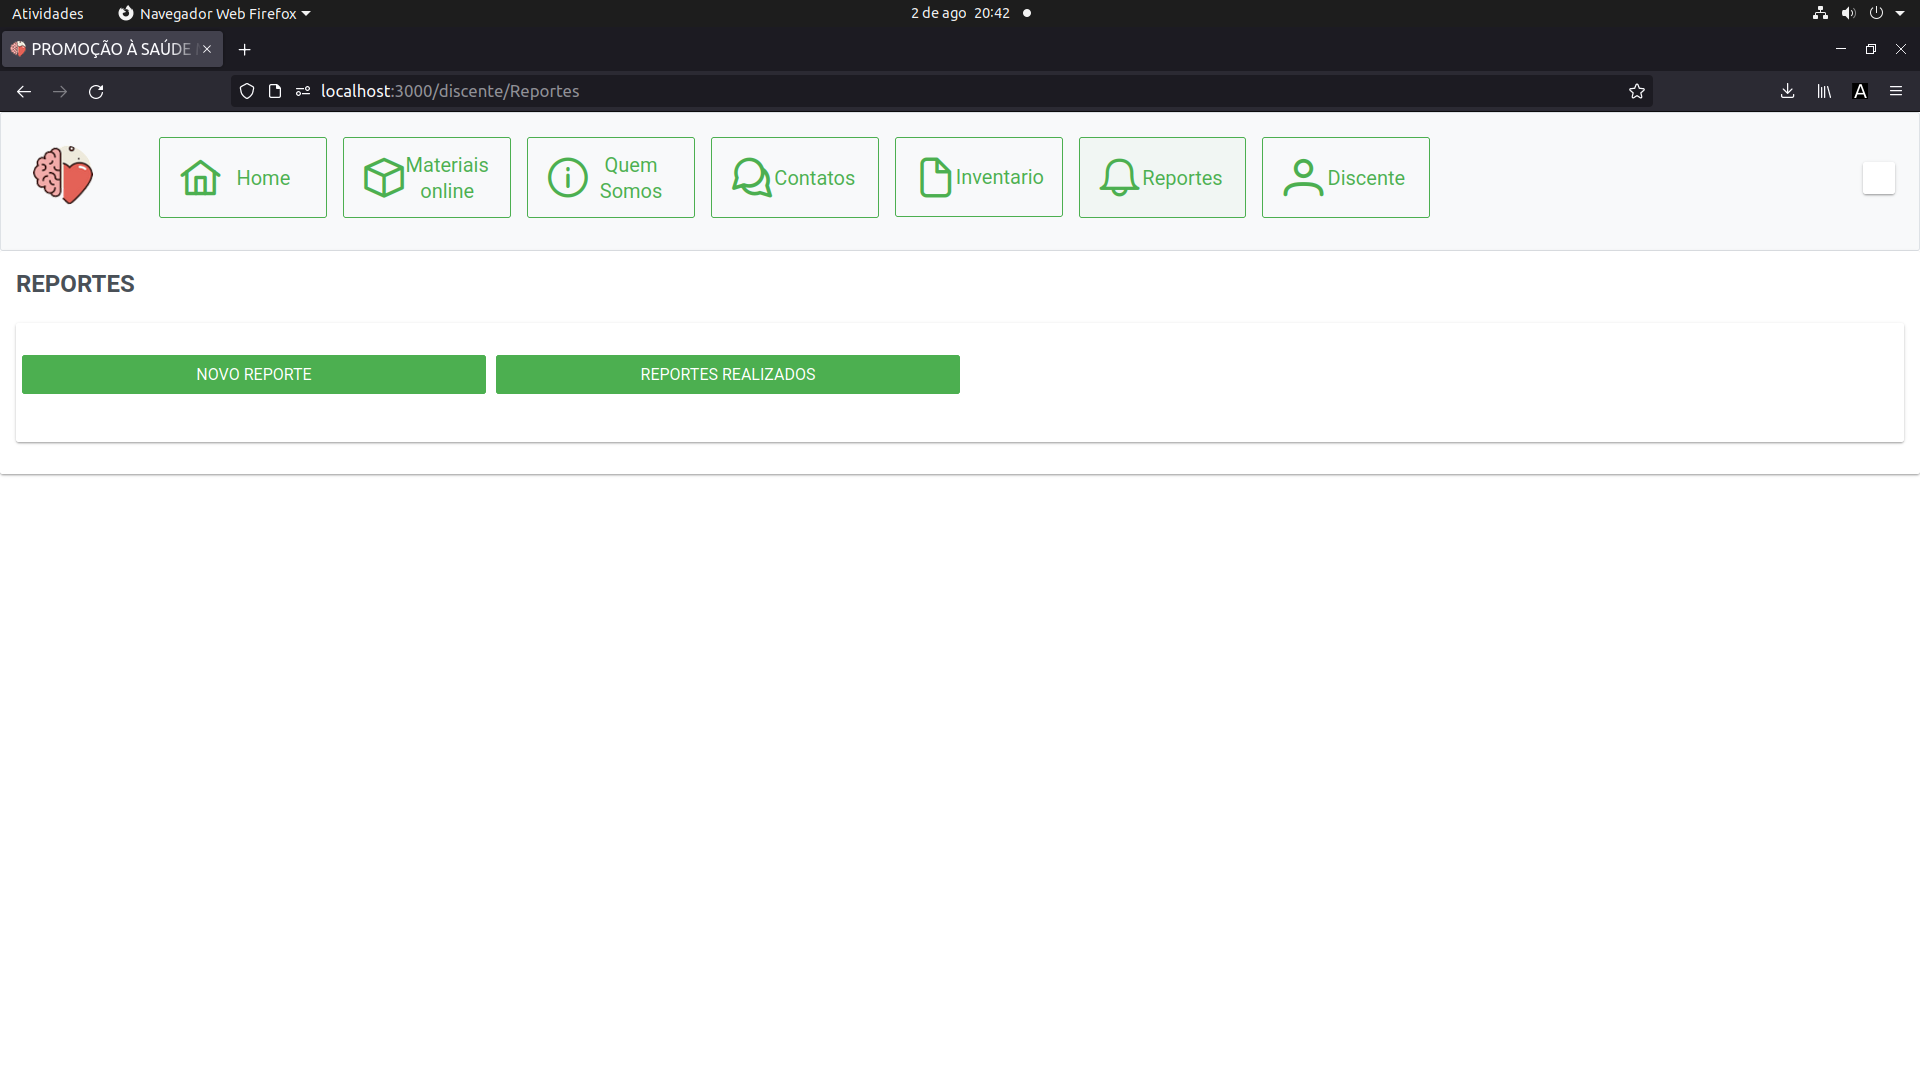 Atividades Navegador Web Firefox 2 de ago 20:42
PROMOÇÃO À SAÚDE
localhost:3000/discente/Reportes A
Home
Materiais
online
Quem
Somos
Contatos
Inventario
Reportes
Discente
REPORTES
NOVO REPORTE
REPORTES REALIZADOS